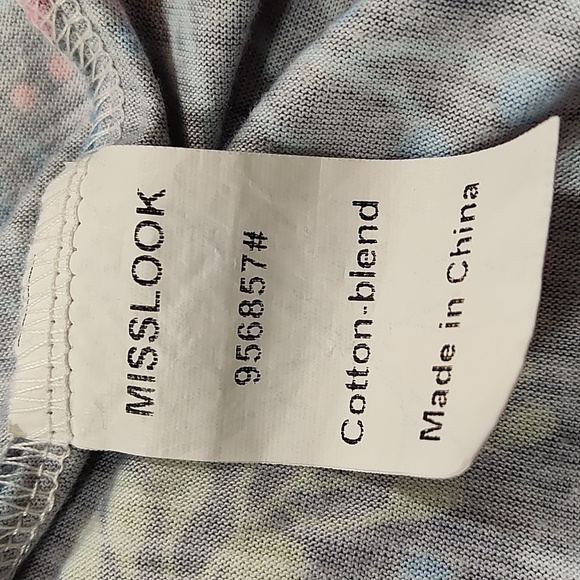 MISSLOOK
956857#
Cotton-blend
Made in China